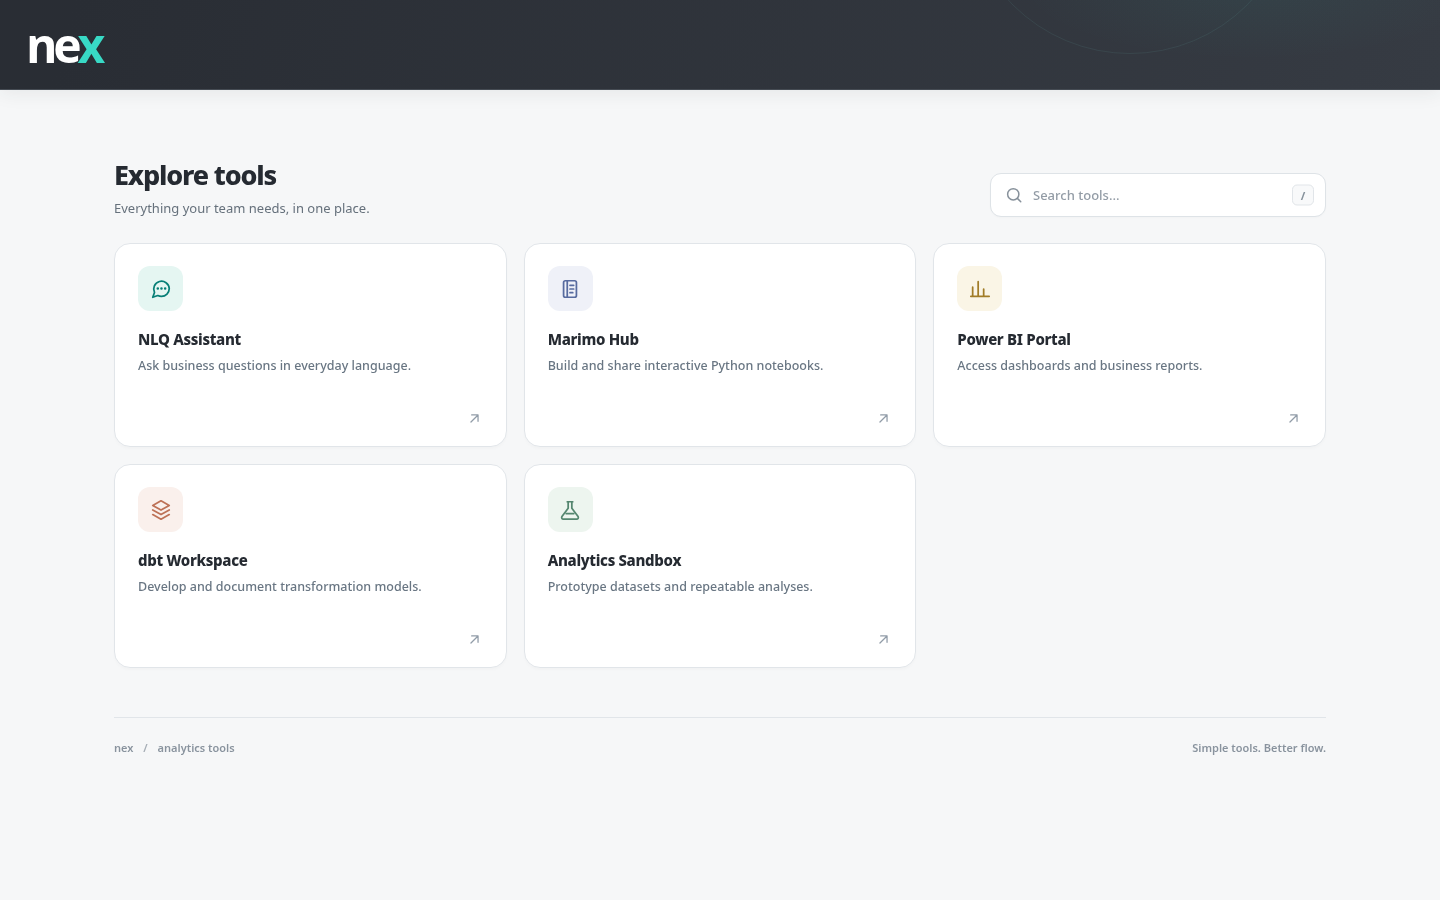 nex
Explore tools
Everything your team needs, in one place.
Search tools...
/
NLQ Assistant
Ask business questions in everyday language.
Marimo Hub
Build and share interactive Python notebooks.
Power BI Portal
Access dashboards and business reports.
dbt Workspace
Develop and document transformation models.
Analytics Sandbox
Prototype datasets and repeatable analyses.
nex / analytics tools
Simple tools. Better flow.